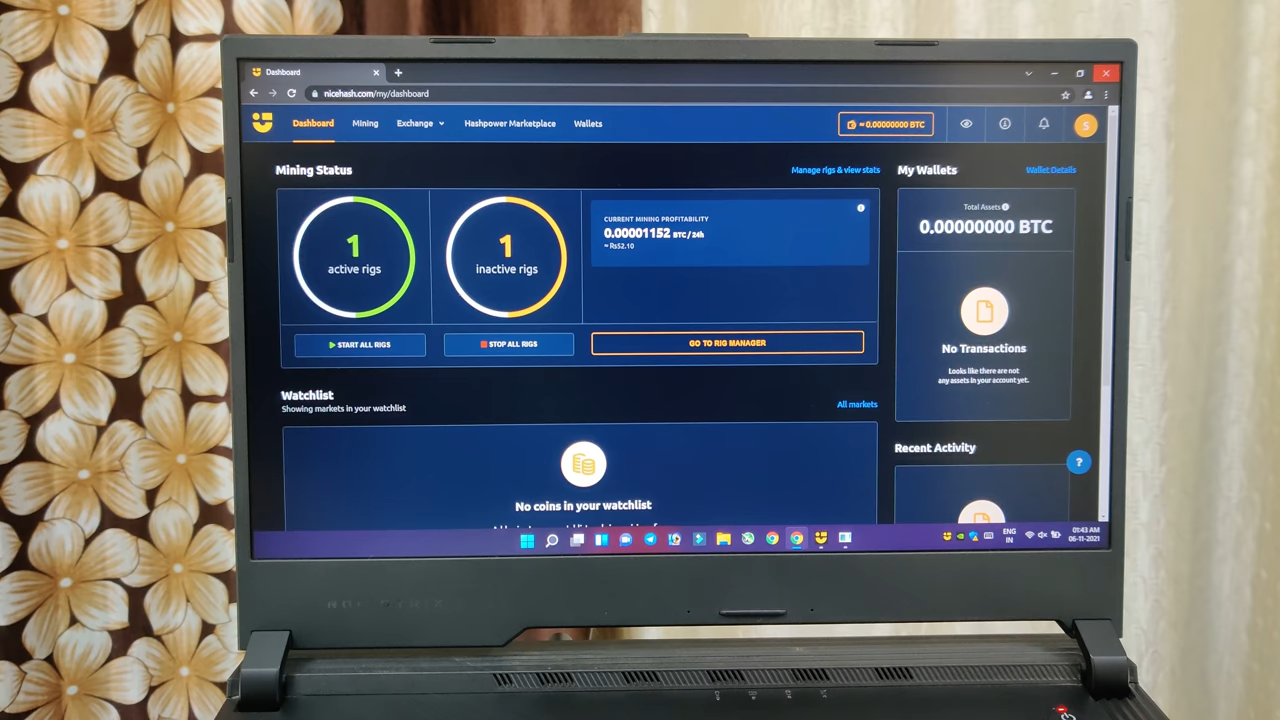 Dashboard
nicehash.com/my/dashboard
Dashboard Mining Exchange Hashpower Marketplace Wallets
≈ 0.00000000 BTC
S
Mining Status
Manage rigs & view stats
1
active rigs
1
inactive rigs
CURRENT MINING PROFITABILITY
0.00001152 BTC / 24h
≈ Rs52.10
START ALL RIGS
STOP ALL RIGS
GO TO RIG MANAGER
My Wallets
Wallet Details
Total Assets
0.00000000 BTC
No Transactions
Looks like there are not
any assets in your account yet.
Watchlist
Showing markets in your watchlist
All markets
No coins in your watchlist
Recent Activity
?
ENG
IN
01:43 AM
06-11-2021